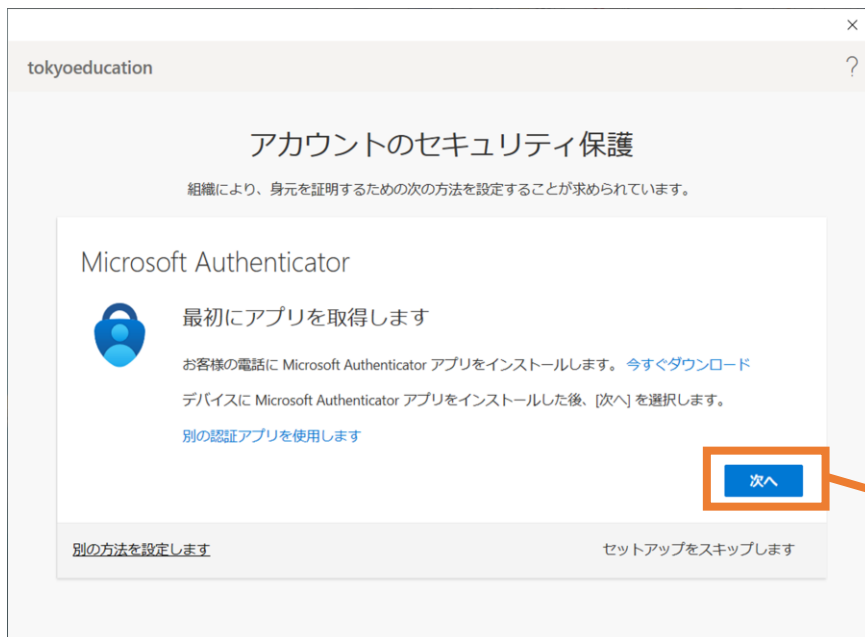 tokyoeducation
?
アカウントのセキュリティ保護
組織により、身元を証明するための次の方法を設定することが求められています。
Microsoft Authenticator
最初にアプリを取得します
お客様の電話に Microsoft Authenticator アプリをインストールします。 今すぐダウンロード
デバイスに Microsoft Authenticator アプリをインストールした後、[次へ] を選択します。
別の認証アプリを使用します
次へ
別の方法を設定します セットアップをスキップします